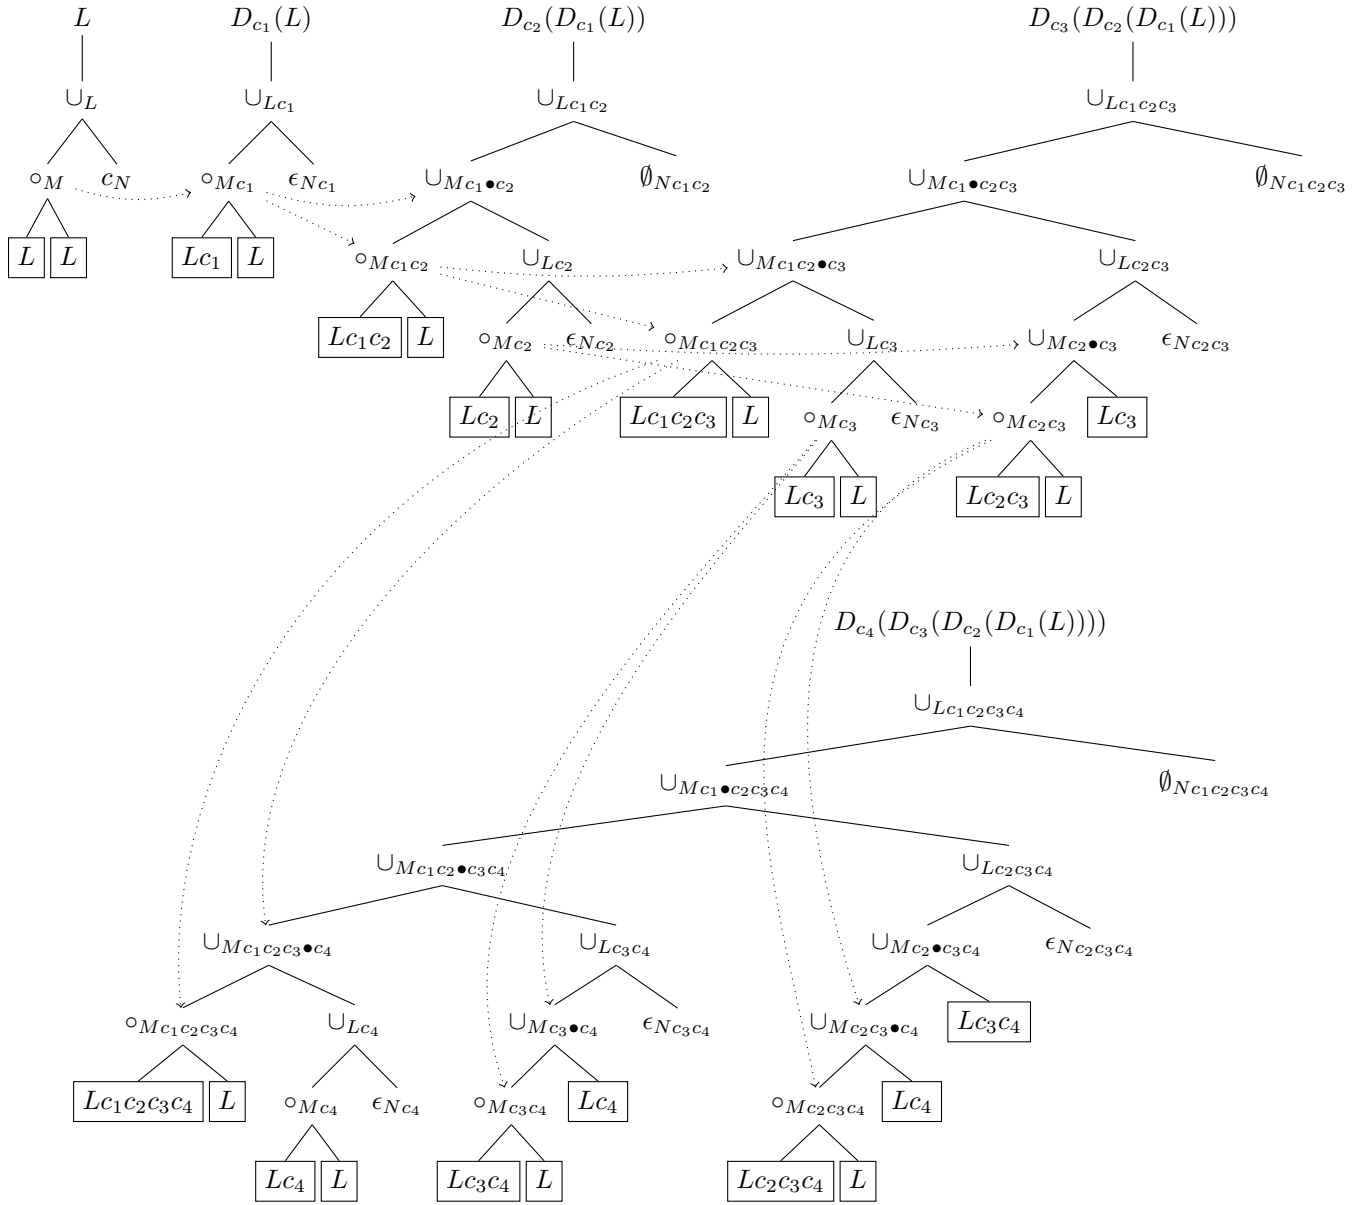 L D_{c_1}(L) D_{c_2}(D_{c_1}(L)) D_{c_3}(D_{c_2}(D_{c_1}(L)))
∪_L ∪_{Lc_1} ∪_{Lc_1c_2} ∪_{Lc_1c_2c_3}
∘_M c_N ∘_{Mc_1} ϵ_{Nc_1} ∪_{Mc_1•c_2} ∅_{Nc_1c_2} ∪_{Mc_1•c_2c_3} ∅_{Nc_1c_2c_3}
L L Lc_1 L ∘_{Mc_1c_2} ∪_{Lc_2} ∪_{Mc_1c_2•c_3} ∪_{Lc_2c_3}
Lc_1c_2 L ∘_{Mc_2} ϵ_{Nc_2} ∘_{Mc_1c_2c_3} ∪_{Lc_3} ∪_{Mc_2•c_3} ϵ_{Nc_2c_3}
Lc_2 L Lc_1c_2c_3 L ∘_{Mc_3} ϵ_{Nc_3} ∘_{Mc_2c_3} Lc_3
Lc_3 L Lc_2c_3 L
D_{c_4}(D_{c_3}(D_{c_2}(D_{c_1}(L))))
∪_{Lc_1c_2c_3c_4}
∪_{Mc_1•c_2c_3c_4} ∅_{Nc_1c_2c_3c_4}
∪_{Mc_1c_2•c_3c_4} ∪_{Lc_2c_3c_4}
∪_{Mc_1c_2c_3•c_4} ∪_{Lc_3c_4} ∪_{Mc_2•c_3c_4} ϵ_{Nc_2c_3c_4}
∘_{Mc_1c_2c_3c_4} ∪_{Lc_4} ∪_{Mc_3•c_4} ϵ_{Nc_3c_4} ∪_{Mc_2c_3•c_4} Lc_3c_4
Lc_1c_2c_3c_4 L ∘_{Mc_4} ϵ_{Nc_4} ∘_{Mc_3c_4} Lc_4 ∘_{Mc_2c_3c_4} Lc_4
Lc_4 L Lc_3c_4 L Lc_2c_3c_4 L